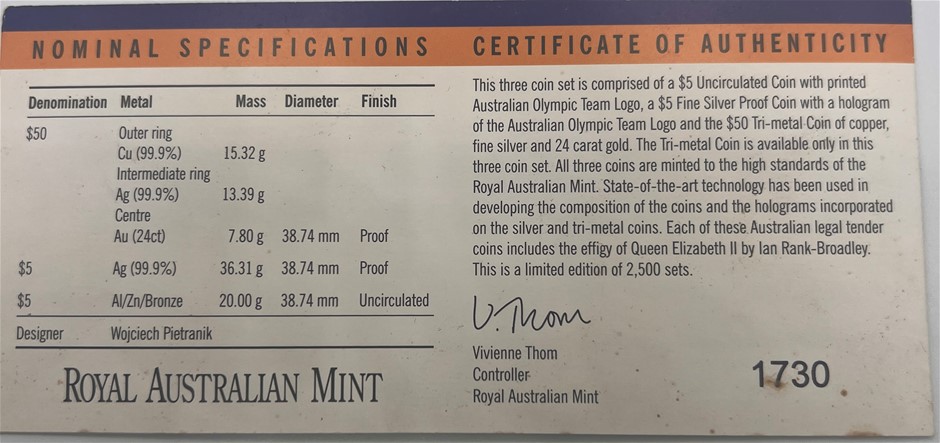 NOMINAL SPECIFICATIONS
Denomination Metal Mass Diameter Finish
$50 Outer ring
Cu (99.9%) 15.32 g
Intermediate ring
Ag (99.9%) 13.39 g
Centre
Au (24ct) 7.80 g 38.74 mm Proof
$5 Ag (99.9%) 36.31 g 38.74 mm Proof
$5 Al/Zn/Bronze 20.00 g 38.74 mm Uncirculated
Designer Wojciech Pietranik
ROYAL AUSTRALIAN MINT
CERTIFICATE OF AUTHENTICITY
This three coin set is comprised of a $5 Uncirculated Coin with printed
Australian Olympic Team Logo, a $5 Fine Silver Proof Coin with a hologram
of the Australian Olympic Team Logo and the $50 Tri-metal Coin of copper,
fine silver and 24 carat gold. The Tri-metal Coin is available only in this
three coin set. All three coins are minted to the high standards of the
Royal Australian Mint. State-of-the-art technology has been used in
developing the composition of the coins and the holograms incorporated
on the silver and tri-metal coins. Each of these Australian legal tender
coins includes the effigy of Queen Elizabeth II by Ian Rank-Broadley.
This is a limited edition of 2,500 sets.
V. Thom
Vivienne Thom
Controller
Royal Australian Mint
1730